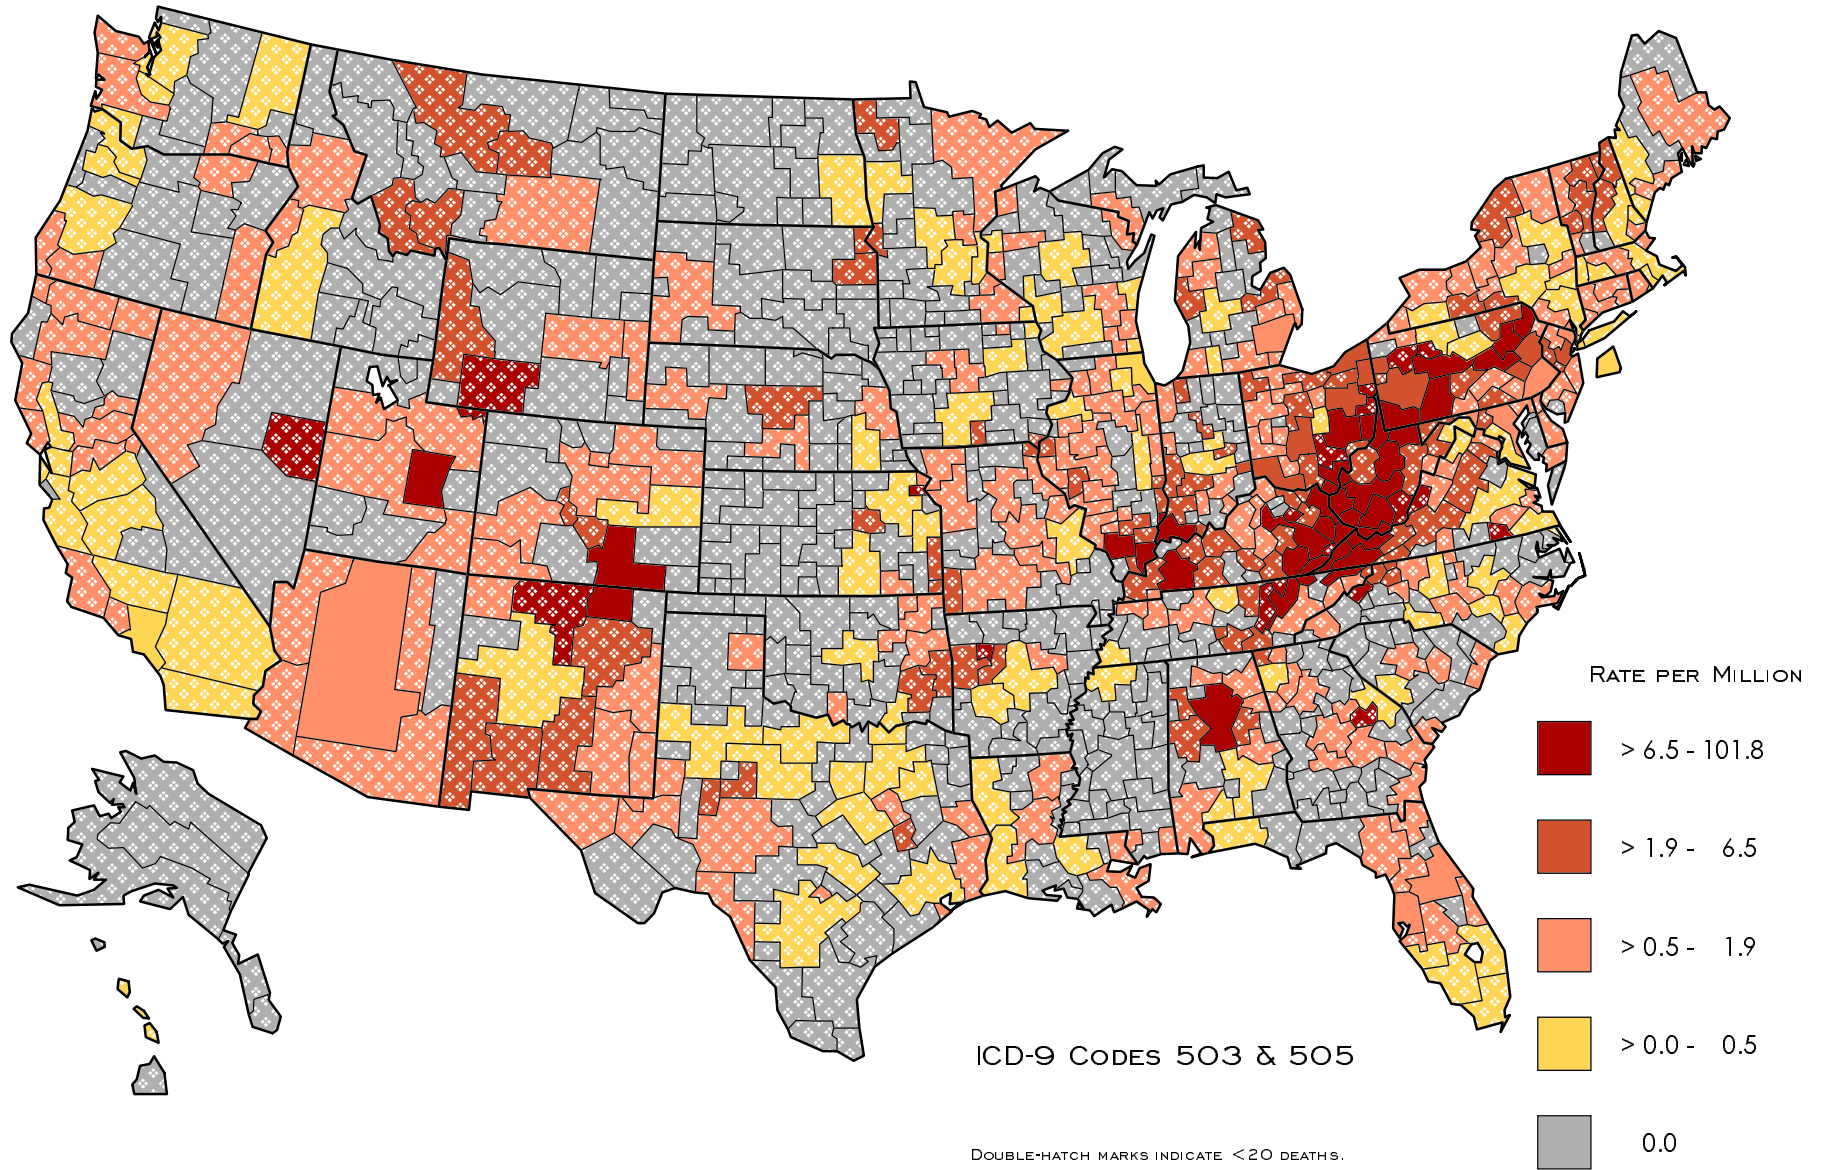 Rate per Million
> 6.5 - 101.8
> 1.9 - 6.5
> 0.5 - 1.9
> 0.0 - 0.5
0.0
ICD-9 Codes 503 & 505
Double-hatch marks indicate <20 deaths.